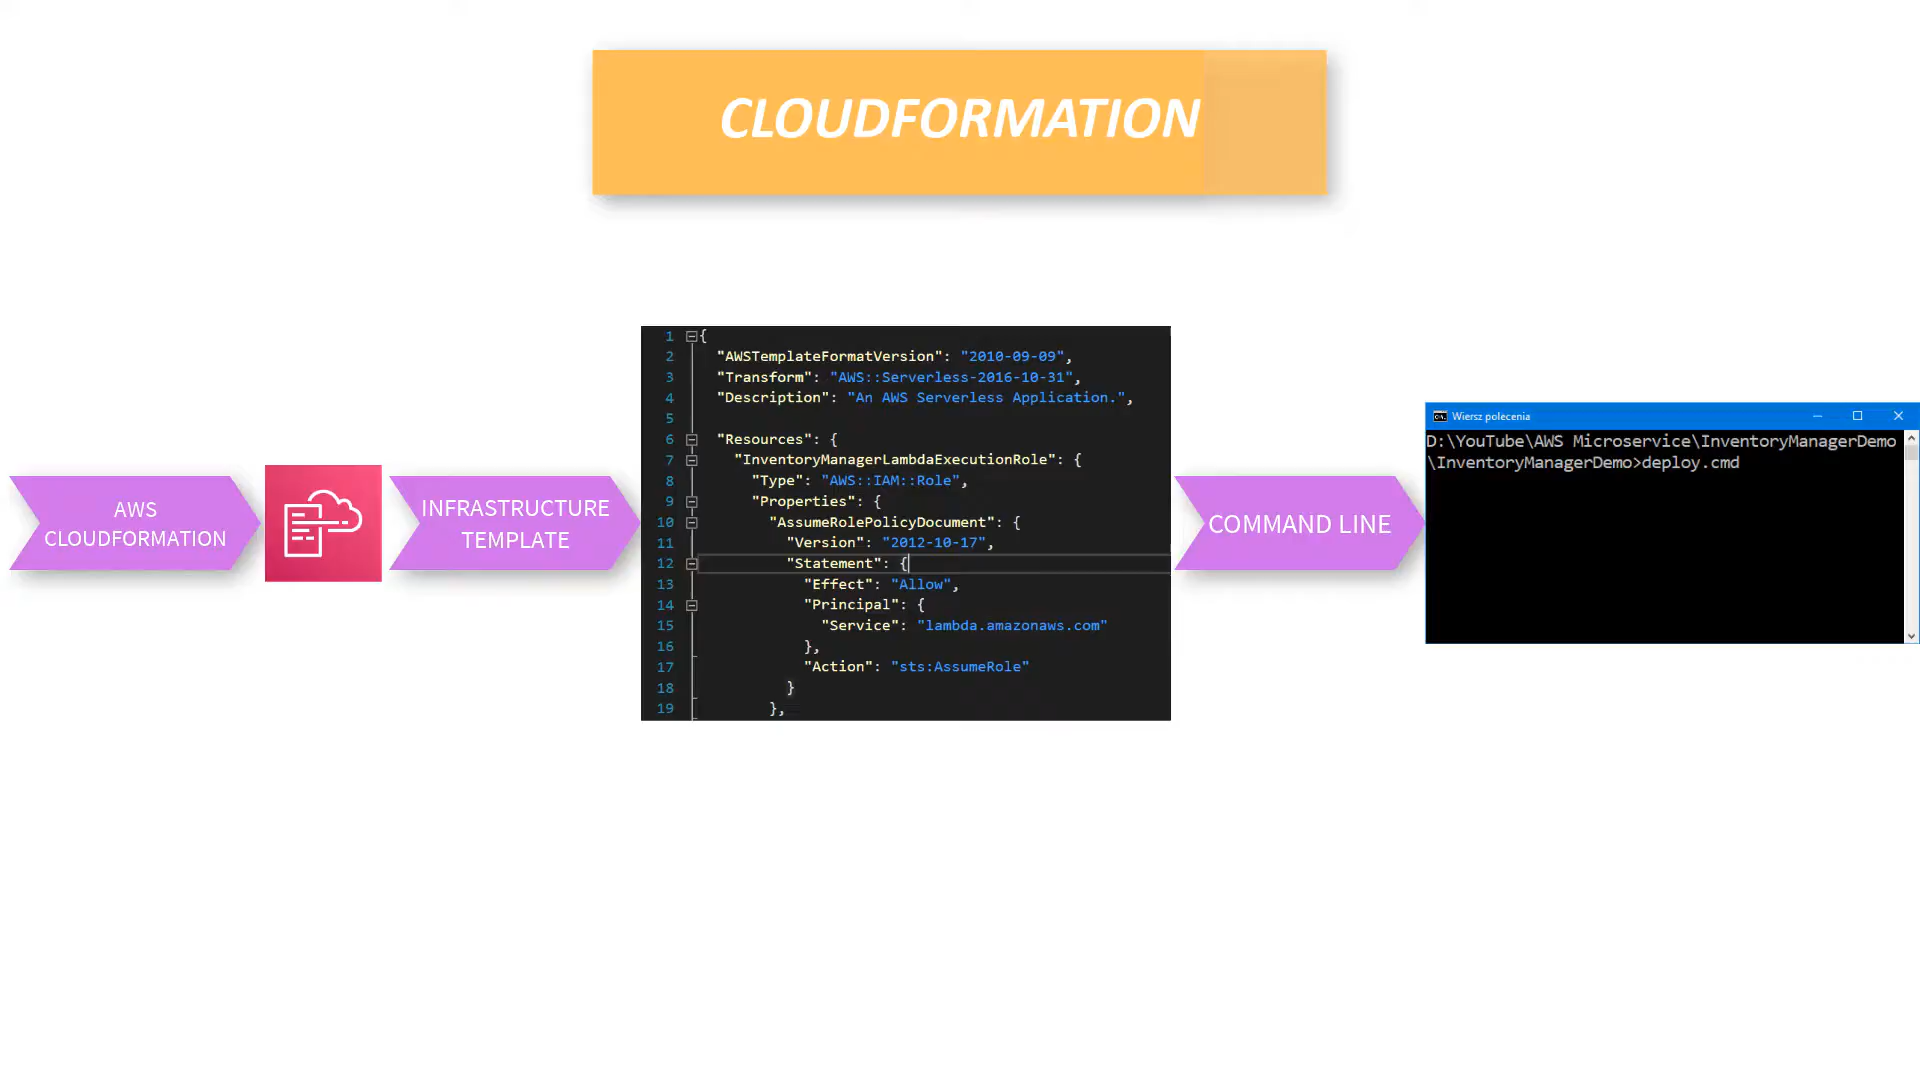 CLOUDFORMATION
AWS
CLOUDFORMATION
INFRASTRUCTURE
TEMPLATE
1 {
2 "AWSTemplateFormatVersion": "2010-09-09",
3 "Transform": "AWS::Serverless-2016-10-31",
4 "Description": "An AWS Serverless Application.",
5
6 "Resources": {
7 "InventoryManagerLambdaExecutionRole": {
8 "Type": "AWS::IAM::Role",
9 "Properties": {
10 "AssumeRolePolicyDocument": {
11 "Version": "2012-10-17",
12 "Statement": {
13 "Effect": "Allow",
14 "Principal": {
15 "Service": "lambda.amazonaws.com"
16 },
17 "Action": "sts:AssumeRole"
18 }
19 },
COMMAND LINE
Wiersz polecenia
D:\YouTube\AWS Microservice\InventoryManagerDemo
\InventoryManagerDemo>deploy.cmd